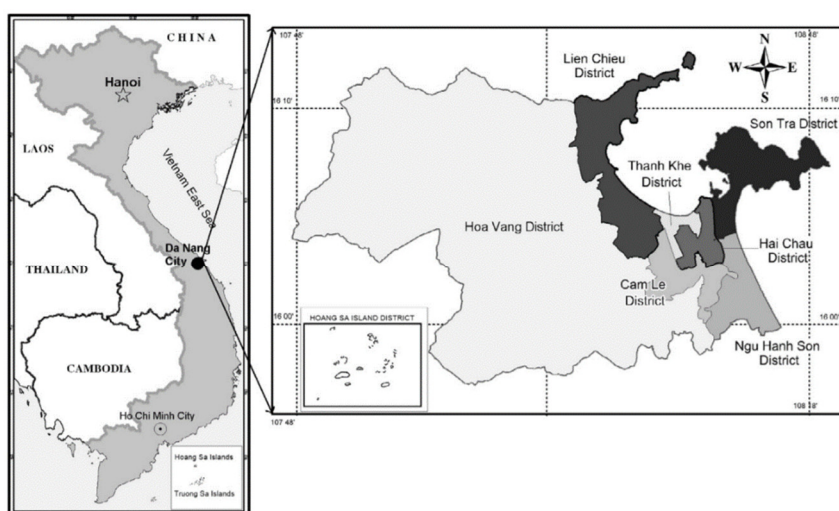 CHINA
Hanoi
LAOS
Vietnam East Sea
Da Nang
City
THAILAND
CAMBODIA
Ho Chi Minh City
Hoang Sa Islands
Truong Sa Islands
107 48
108 18
16 10
16 10
Lien Chieu
District
N
W
E
S
Son Tra District
Thanh Khe
District
Hoa Vang District
Hai Chau
District
Cam Le
District
16 00
16 00
HOANG SA ISLAND DISTRICT
Ngu Hanh Son
District
107 48
108 18